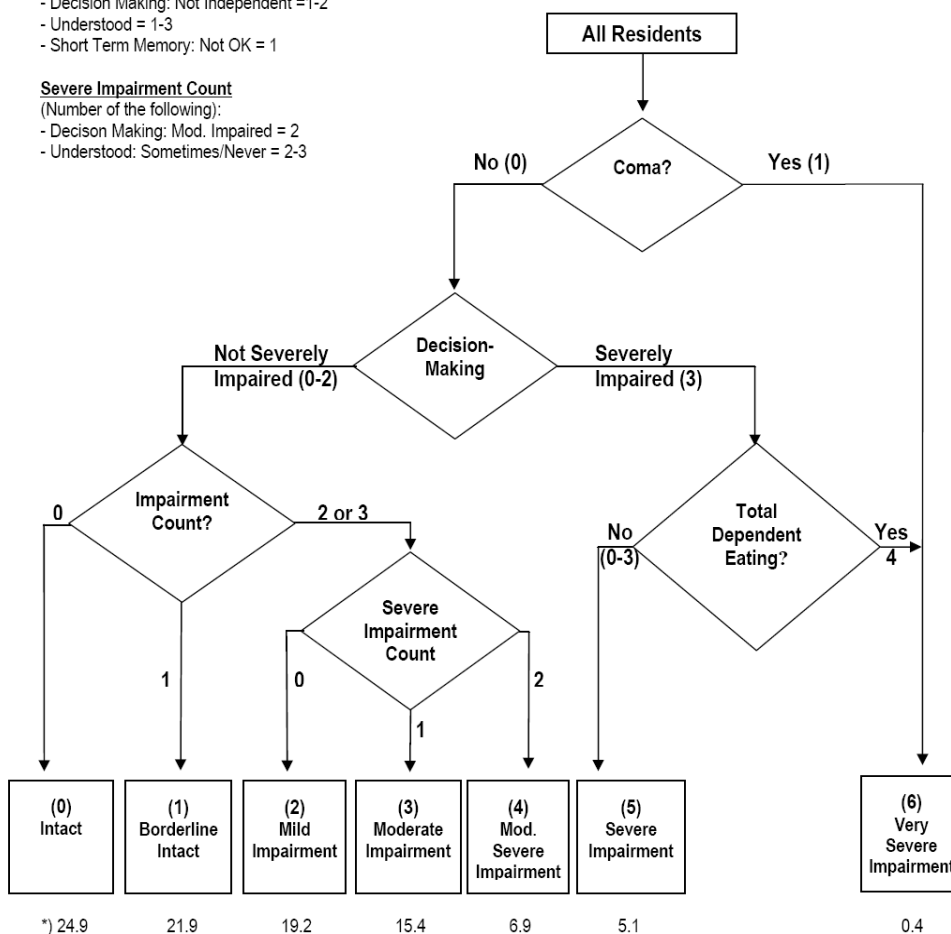 - Decision Making: Not Independent =1-2
- Understood = 1-3
- Short Term Memory: Not OK = 1
Severe Impairment Count
(Number of the following):
- Decison Making: Mod. Impaired = 2
- Understood: Sometimes/Never = 2-3
All Residents
Coma?
No (0)
Yes (1)
Decision-
Making
Not Severely
Impaired (0-2)
Severely
Impaired (3)
Impairment
Count?
0
2 or 3
1
Total
Dependent
Eating?
No
(0-3)
Yes
4
Severe
Impairment
Count
0
1
2
(0)
Intact
(1)
Borderline
Intact
(2)
Mild
Impairment
(3)
Moderate
Impairment
(4)
Mod.
Severe
Impairment
(5)
Severe
Impairment
(6)
Very
Severe
Impairment
*) 24.9
21.9
19.2
15.4
6.9
5.1
0.4